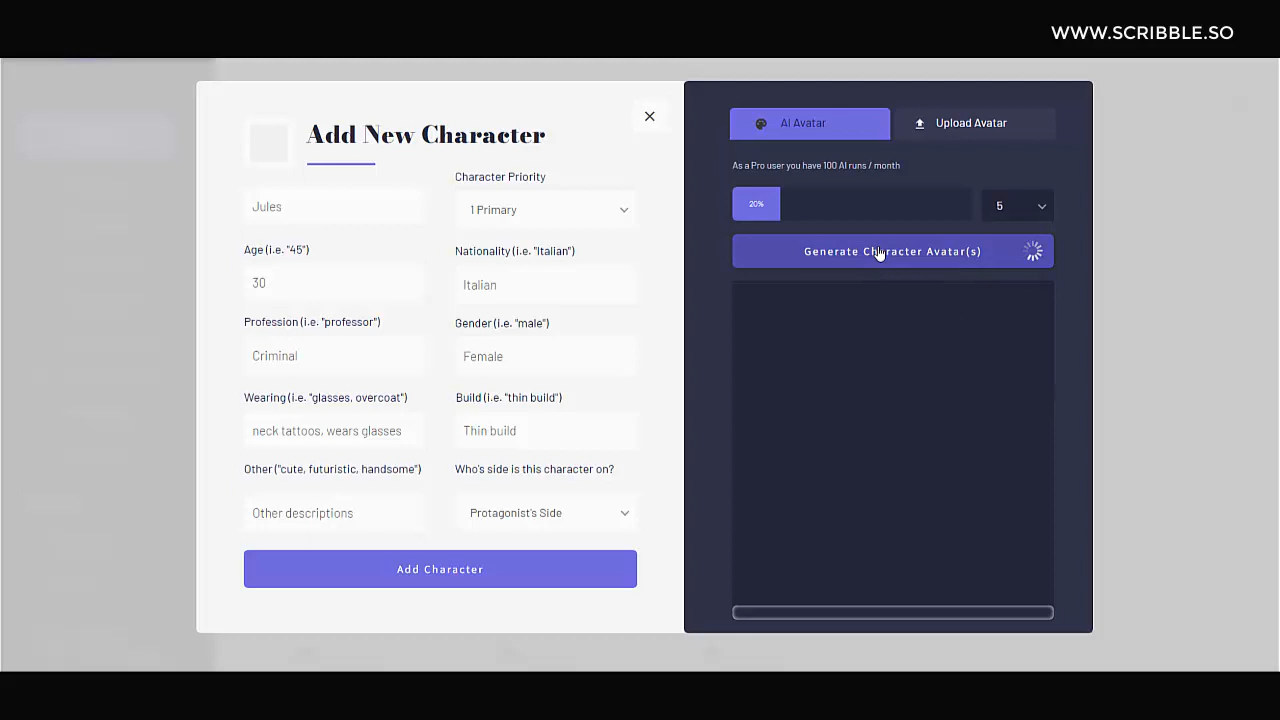 WWW.SCRIBBLE.SO
Add New Character
Jules
Character Priority
1 Primary
Age (i.e. "45")
30
Nationality (i.e. "Italian")
Italian
Profession (i.e. "professor")
Criminal
Gender (i.e. "male")
Female
Wearing (i.e. "glasses, overcoat")
neck tattoos, wears glasses
Build (i.e. "thin build")
Thin build
Other ("cute, futuristic, handsome")
Other descriptions
Who's side is this character on?
Protagonist's Side
Add Character
AI Avatar
Upload Avatar
As a Pro user you have 100 AI runs / month
20%
5
Generate Character Avatar(s)